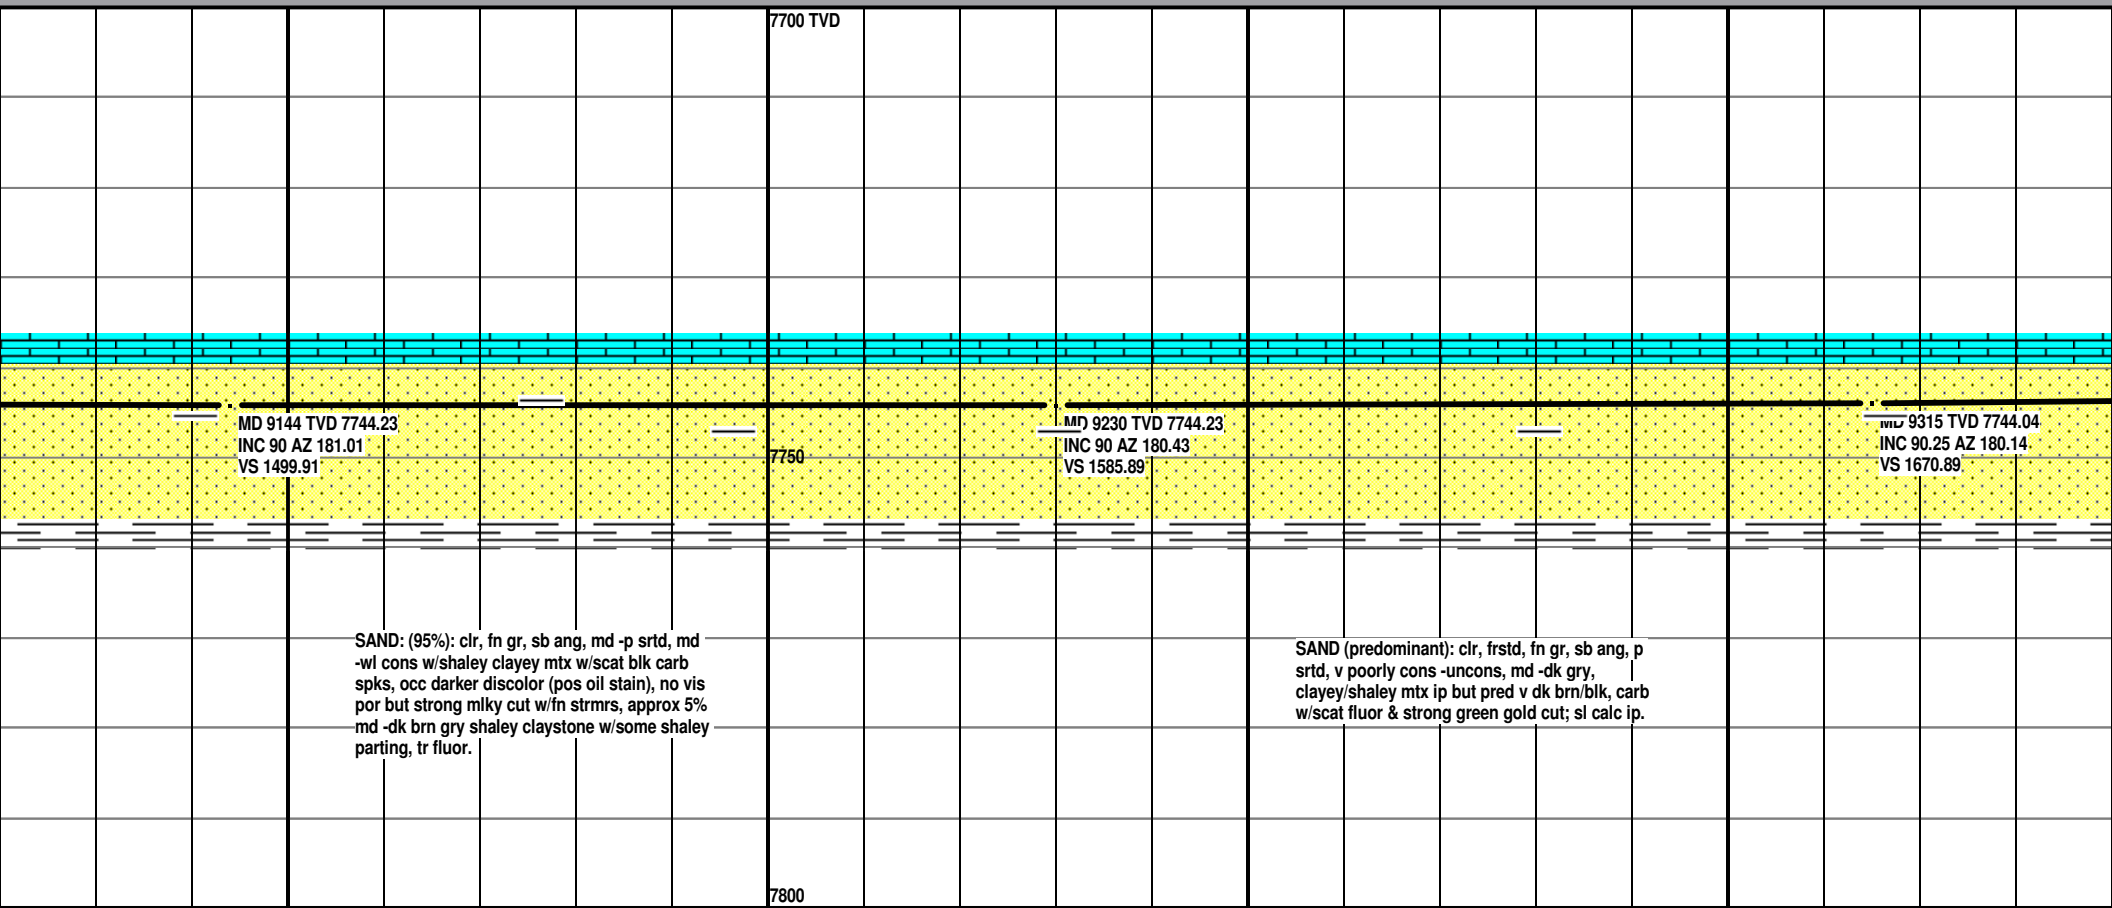 7700 TVD
MD 9144 TVD 7744.23
INC 90 AZ 181.01
VS 1499.91
7750
MD 9230 TVD 7744.23
INC 90 AZ 180.43
VS 1585.89
MD 9315 TVD 7744.04
INC 90.25 AZ 180.14
VS 1670.89
SAND: (95%): clr, fn gr, sb ang, md -p srtd, md
-wl cons w/shaley clayey mtx w/scat blk carb
spks, occ darker discolor (pos oil stain), no vis
por but strong mlky cut w/fn strmrs, approx 5%
md -dk brn gry shaley claystone w/some shaley
parting, tr fluor.
SAND (predominant): clr, frstd, fn gr, sb ang, p
srtd, v poorly cons -uncons, md -dk gry,
clayey/shaley mtx ip but pred v dk brn/blk, carb
w/scat fluor & strong green gold cut; sl calc ip.
7800